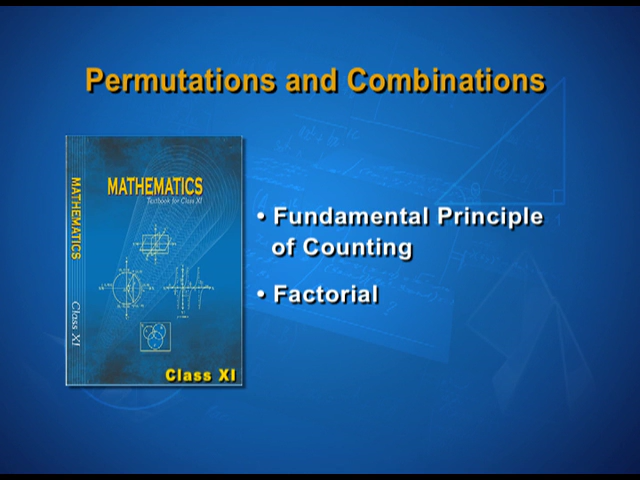 Permutations and Combinations
MATHEMATICS
MATHEMATICS
Textbook for Class XI
Class XI
Class XI
• Fundamental Principle
of Counting
• Factorial